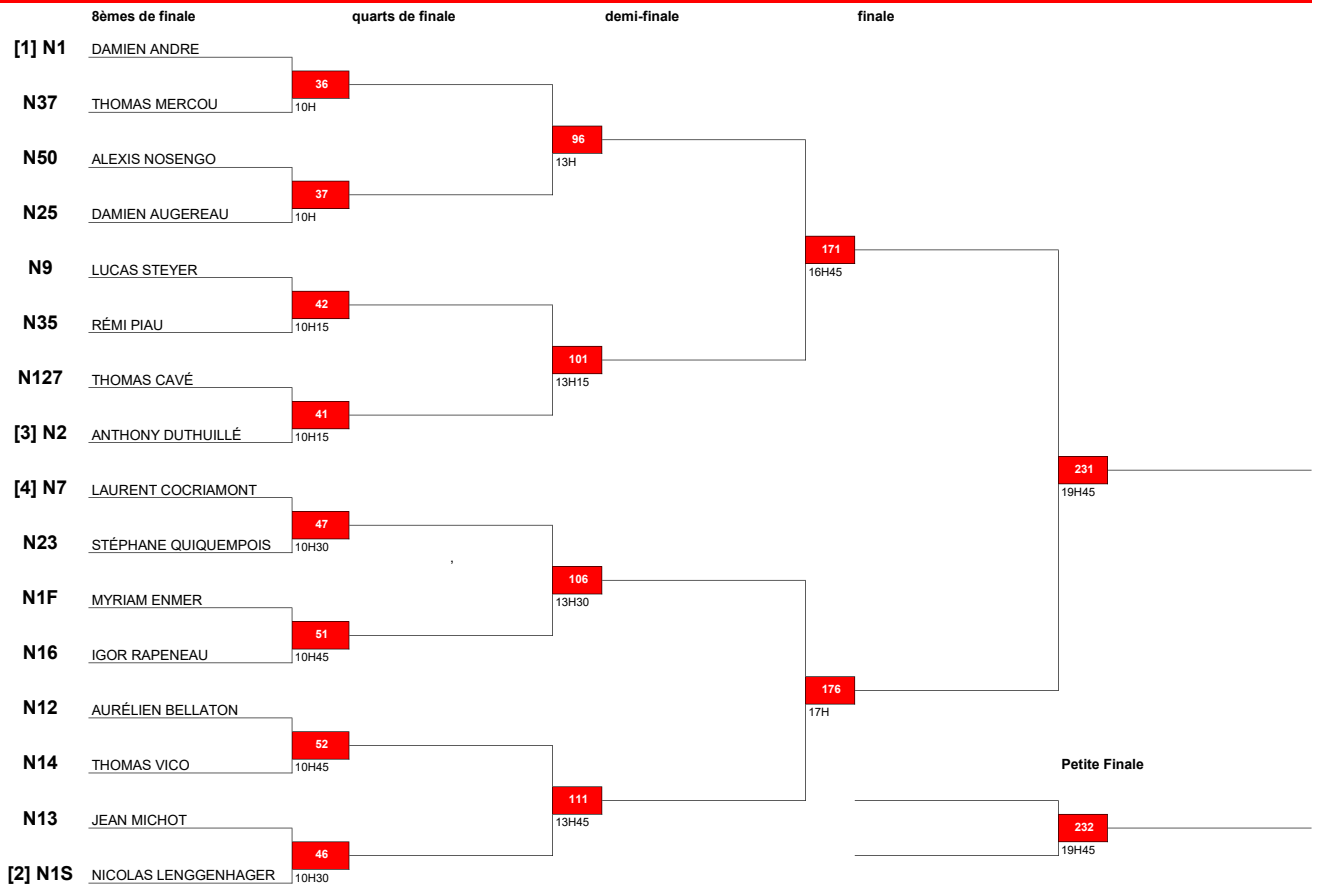 8èmes de finale quarts de finale demi-finale finale
[1] N1 DAMIEN ANDRE
36
N37 THOMAS MERCOU 10H
96
N50 ALEXIS NOSENGO 13H
37
N25 DAMIEN AUGEREAU 10H
171
N9 LUCAS STEYER 16H45
42
N35 RÉMI PIAU 10H15
101
N127 THOMAS CAVÉ 13H15
41
[3] N2 ANTHONY DUTHUILLÉ 10H15
231
[4] N7 LAURENT COCRIAMONT 19H45
47
N23 STÉPHANE QUIQUEMPOIS 10H30
,
106
N1F MYRIAM ENMER 13H30
51
N16 IGOR RAPENEAU 10H45
176
N12 AURÉLIEN BELLATON 17H
52
N14 THOMAS VICO 10H45 Petite Finale
111
N13 JEAN MICHOT 13H45
232
46 19H45
[2] N1S NICOLAS LENGGENHAGER 10H30